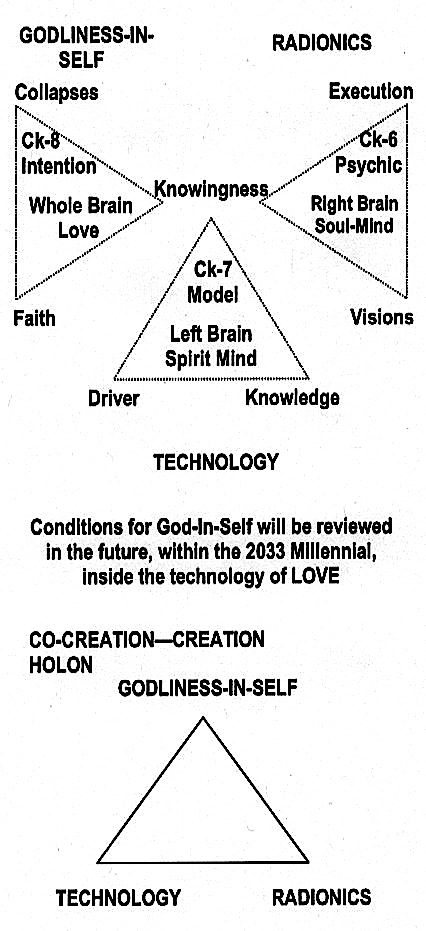 GODLINESS-IN-
SELF
RADIONICS
Collapses
Execution
Ck-8
Intention
Whole Brain
Love
Knowingness
Ck-6
Psychic
Right Brain
Soul-Mind
Ck-7
Model
Left Brain
Spirit Mind
Faith
Visions
Driver
Knowledge
TECHNOLOGY
Conditions for God-In-Self will be reviewed
in the future, within the 2033 Millennial,
inside the technology of LOVE
CO-CREATION—CREATION
HOLON
GODLINESS-IN-SELF
TECHNOLOGY
RADIONICS